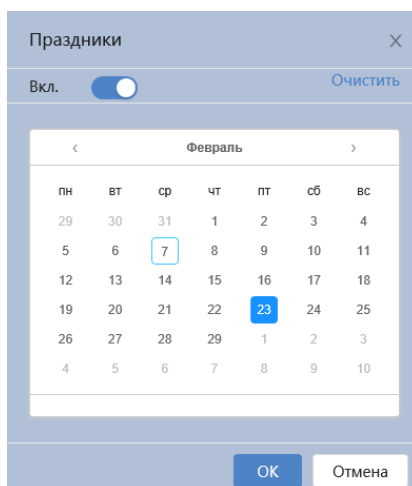 Праздники X
Вкл. Очистить
‹ Февраль ›
пн вт ср чт пт сб вс
29 30 31 1 2 3 4
5 6 7 8 9 10 11
12 13 14 15 16 17 18
19 20 21 22 23 24 25
26 27 28 29 1 2 3
4 5 6 7 8 9 10
OK Отмена